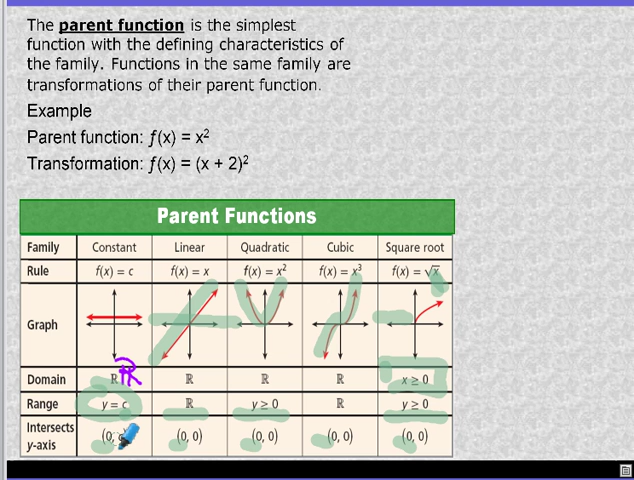 The parent function is the simplest
function with the defining characteristics of
the family. Functions in the same family are
transformations of their parent function.
Example
Parent function: ƒ(x) = x²
Transformation: ƒ(x) = (x + 2)²
Parent Functions
Family Constant Linear Quadratic Cubic Square root
Rule f(x) = c f(x) = x f(x) = x² f(x) = x³ f(x) = √x
Graph
Domain ℝ R ℝ ℝ ℝ x ≥ 0
Range y = c ℝ y ≥ 0 ℝ y ≥ 0
Intersects
y-axis (0, (0, 0) (0, 0) (0, 0) (0, 0)